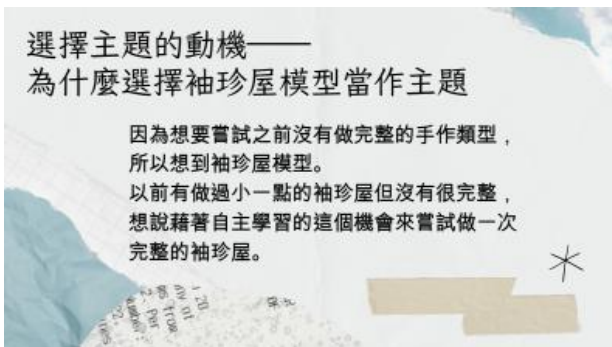 選擇主題的動機——
為什麼選擇袖珍屋模型當作主題
因為想要嘗試之前沒有做完整的手作類型，
所以想到袖珍屋模型。
以前有做過小一點的袖珍屋但沒有很完整，
想說藉著自主學習的這個機會來嘗試做一次
完整的袖珍屋。